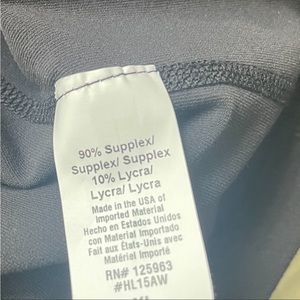 90% Supplex/
Supplex/ Supplex
10% Lycra/
Lycra/ Lycra
Made in the USA of
Imported Material
Hecho en Estados Unidos
con Material Importado
Fait aux États-Unis avec
Matériel Importé
RN# 125963
#HL15AW